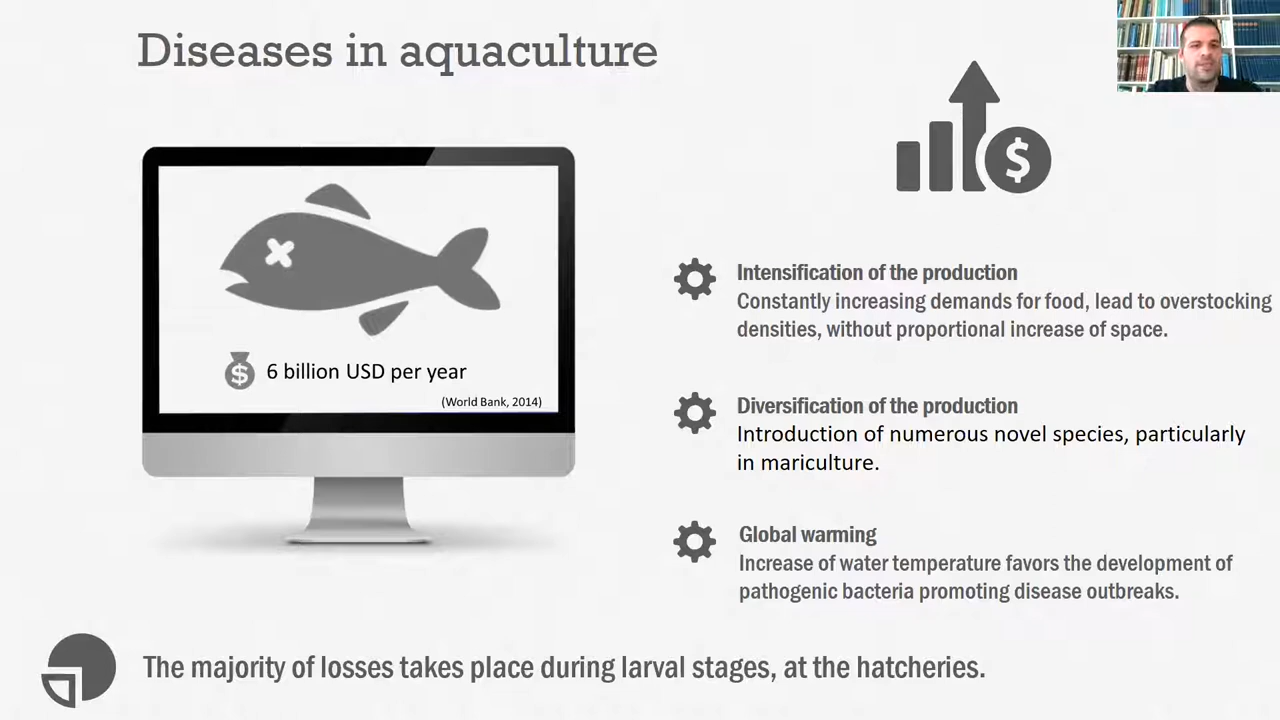 Diseases in aquaculture
$
$ 6 billion USD per year
(World Bank, 2014)
Intensification of the production
Constantly increasing demands for food, lead to overstocking
densities, without proportional increase of space.
Diversification of the production
Introduction of numerous novel species, particularly
in mariculture.
Global warming
Increase of water temperature favors the development of
pathogenic bacteria promoting disease outbreaks.
The majority of losses takes place during larval stages, at the hatcheries.